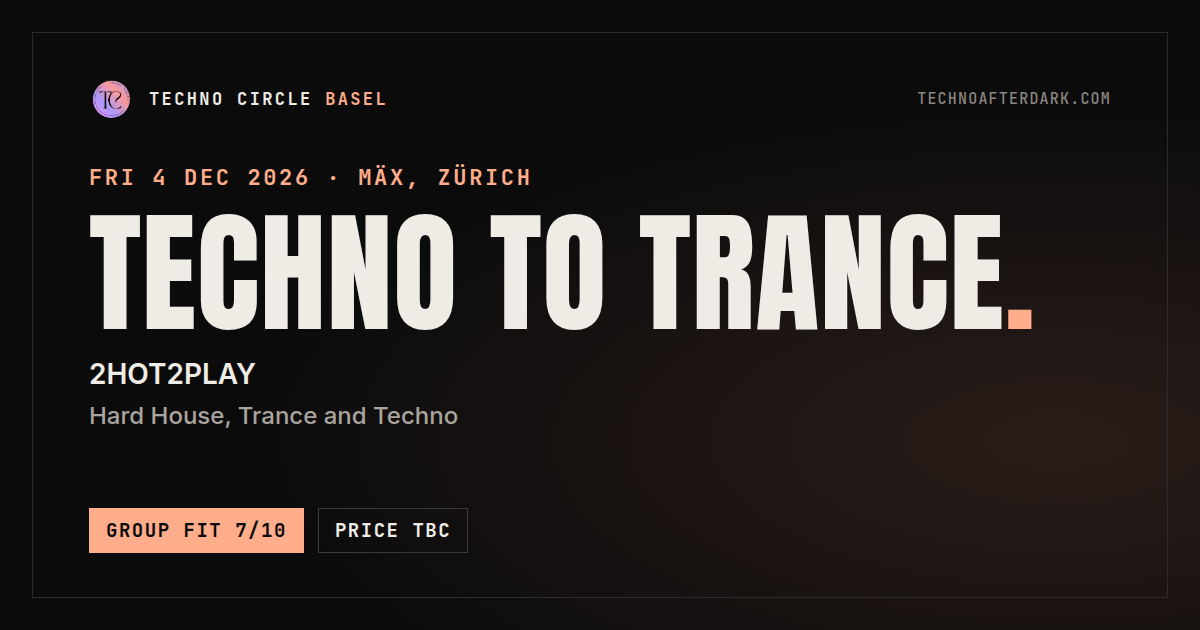 TC
TECHNO CIRCLE BASEL
TECHNOAFTERDARK.COM
FRI 4 DEC 2026 · MÄX, ZÜRICH
TECHNO TO TRANCE.
2HOT2PLAY
Hard House, Trance and Techno
GROUP FIT 7/10
PRICE TBC